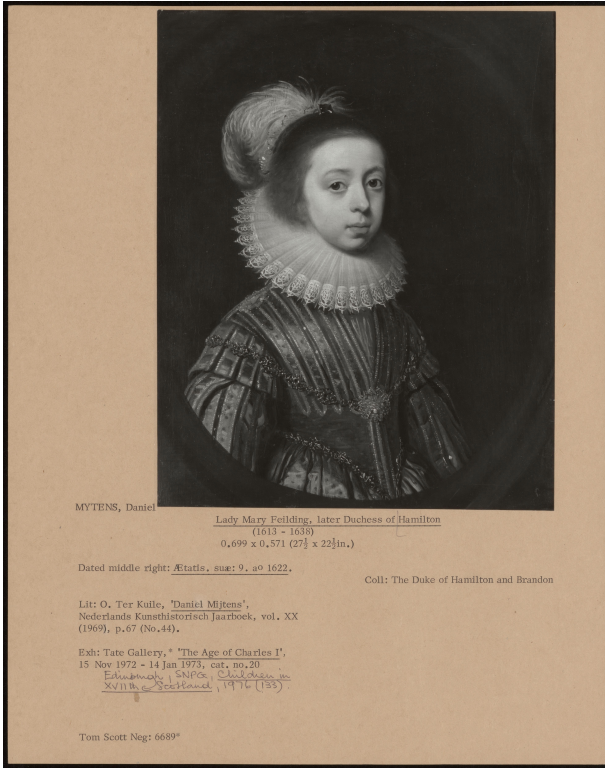 MYTENS, Daniel
Lady Mary Feilding, later Duchess of Hamilton
(1613 - 1638)
0.699 x 0.571 (27½ x 22½in.)
Dated middle right: Ætatis. suæ: 9. aº 1622.
Coll: The Duke of Hamilton and Brandon
Lit: O. Ter Kuile, 'Daniel Mijtens',
Nederlands Kunsthistorisch Jaarboek, vol. XX
(1969), p.67 (No.44).
Exh: Tate Gallery,* 'The Age of Charles I',
15 Nov 1972 - 14 Jan 1973, cat. no.20
Edinburgh, SNPG, Children in
XVIIth c Scotland, 1976 (133).
Tom Scott Neg: 6689*